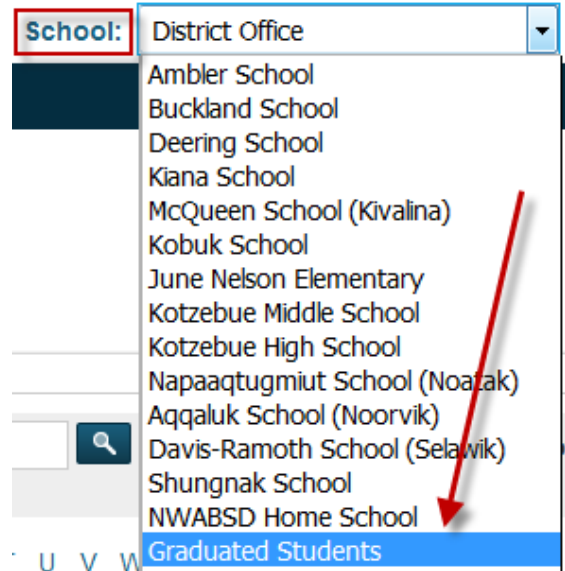 School: District Office
Ambler School
Buckland School
Deering School
Kiana School
McQueen School (Kivalina)
Kobuk School
June Nelson Elementary
Kotzebue Middle School
Kotzebue High School
Napaaqtugmiut School (Noatak)
Aqqaluk School (Noorvik)
Davis-Ramoth School (Selawik)
Shungnak School
NWABSD Home School
Graduated Students
U V W